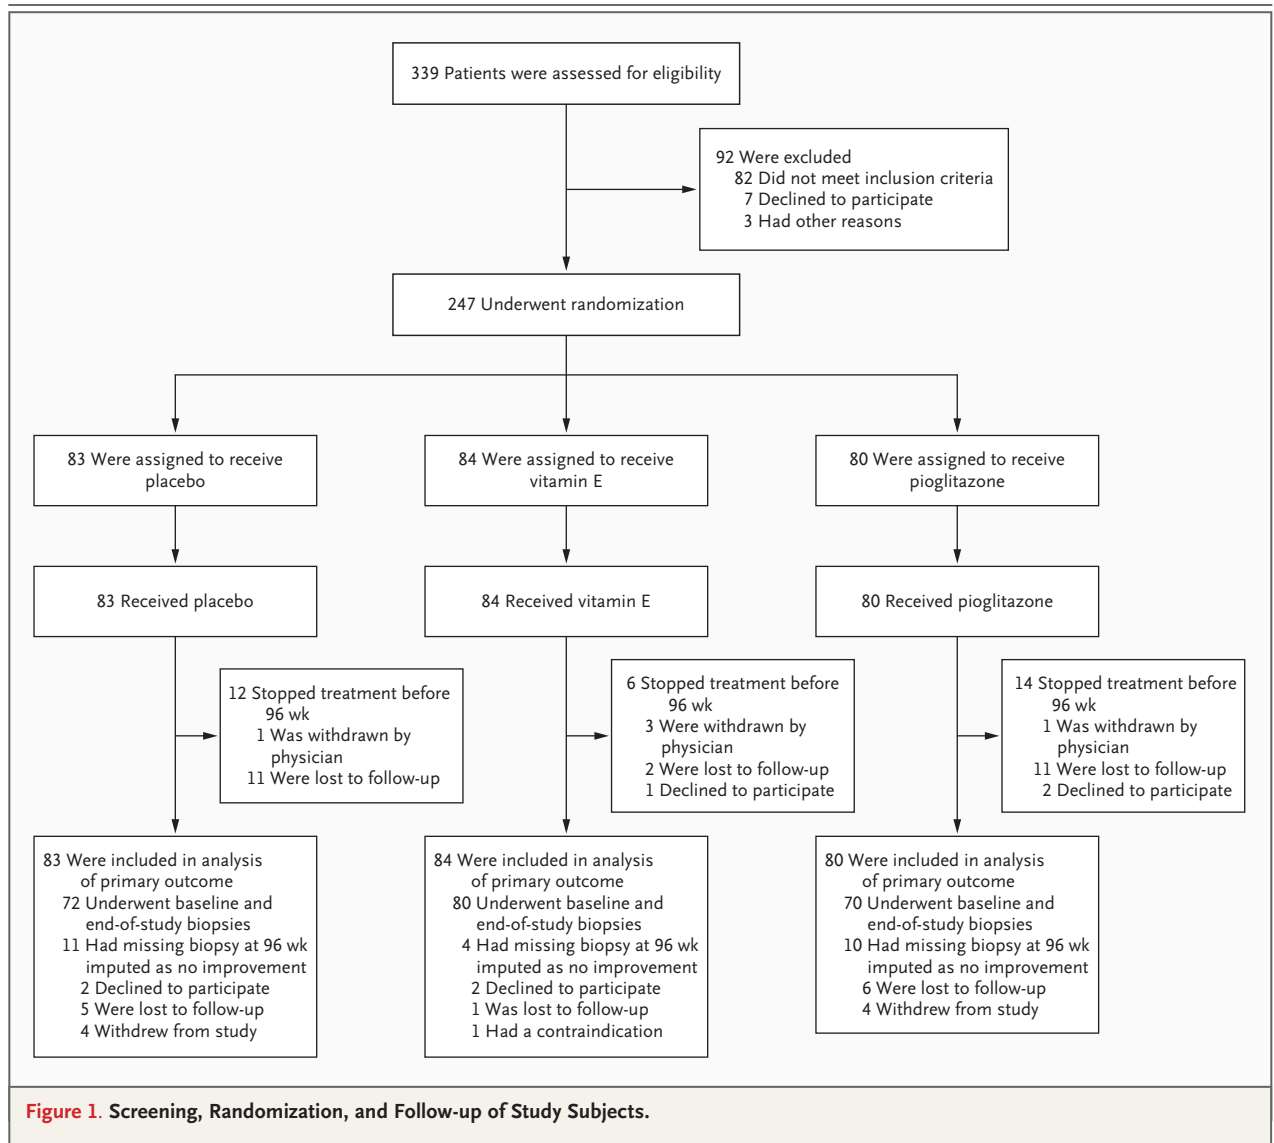 339 Patients were assessed for eligibility
92 Were excluded
82 Did not meet inclusion criteria
7 Declined to participate
3 Had other reasons
247 Underwent randomization
83 Were assigned to receive
placebo
84 Were assigned to receive
vitamin E
80 Were assigned to receive
pioglitazone
83 Received placebo
84 Received vitamin E
80 Received pioglitazone
12 Stopped treatment before
96 wk
1 Was withdrawn by
physician
11 Were lost to follow-up
6 Stopped treatment before
96 wk
3 Were withdrawn by
physician
2 Were lost to follow-up
1 Declined to participate
14 Stopped treatment before
96 wk
1 Was withdrawn by
physician
11 Were lost to follow-up
2 Declined to participate
83 Were included in analysis
of primary outcome
72 Underwent baseline and
end-of-study biopsies
11 Had missing biopsy at 96 wk
imputed as no improvement
2 Declined to participate
5 Were lost to follow-up
4 Withdrew from study
84 Were included in analysis
of primary outcome
80 Underwent baseline and
end-of-study biopsies
4 Had missing biopsy at 96 wk
imputed as no improvement
2 Declined to participate
1 Was lost to follow-up
1 Had a contraindication
80 Were included in analysis
of primary outcome
70 Underwent baseline and
end-of-study biopsies
10 Had missing biopsy at 96 wk
imputed as no improvement
6 Were lost to follow-up
4 Withdrew from study
Figure 1. Screening, Randomization, and Follow-up of Study Subjects.